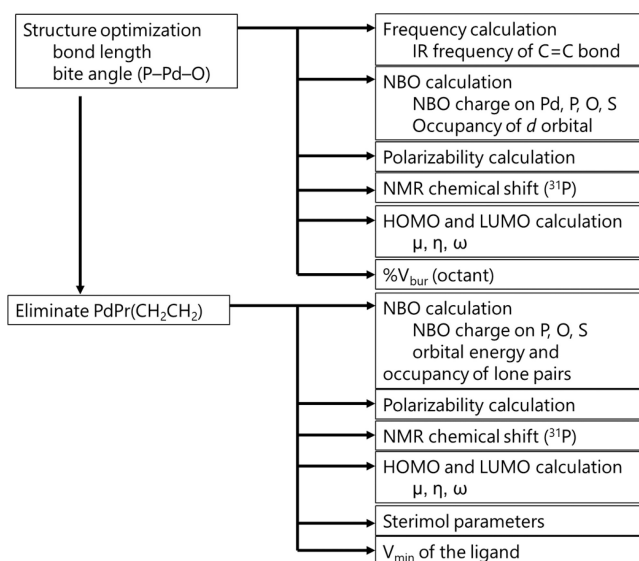 Structure optimization
bond length
bite angle (P–Pd–O)
Frequency calculation
IR frequency of C=C bond
NBO calculation
NBO charge on Pd, P, O, S
Occupancy of d orbital
Polarizability calculation
NMR chemical shift (³¹P)
HOMO and LUMO calculation
μ, η, ω
%V_bur (octant)
Eliminate PdPr(CH₂CH₂)
NBO calculation
NBO charge on P, O, S
orbital energy and
occupancy of lone pairs
Polarizability calculation
NMR chemical shift (³¹P)
HOMO and LUMO calculation
μ, η, ω
Sterimol parameters
V_min of the ligand